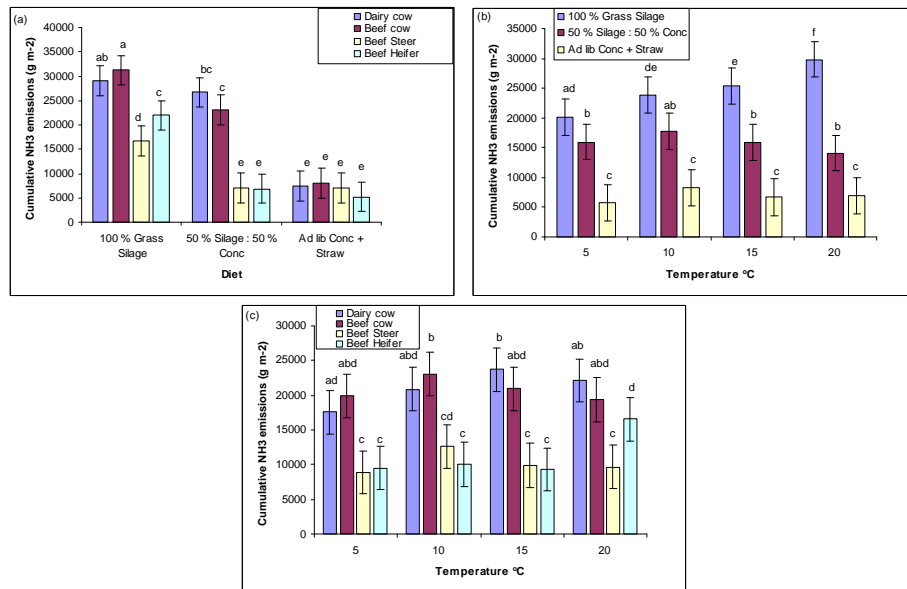 (a)
Dairy cow
Beef cow
Beef Steer
Beef Heifer
Cumulative NH3 emissions (g m-2)
35000
30000
25000
20000
15000
10000
5000
0
ab
a
d
c
bc
c
e
e
e
e
e
e
100 % Grass
Silage
50 % Silage : 50 %
Conc
Ad lib Conc +
Straw
Diet
(b)
100 % Grass Silage
50 % Silage : 50 % Conc
Ad lib Conc + Straw
Cumulative NH3 emissions (g m-2)
35000
30000
25000
20000
15000
10000
5000
0
ad
b
c
de
ab
c
e
b
c
f
b
c
5
10
15
20
Temperature ºC
(c)
Dairy cow
Beef cow
Beef Steer
Beef Heifer
Cumulative NH3 emissions (g m-2)
30000
25000
20000
15000
10000
5000
0
ad
abd
c
c
abd
b
cd
c
b
abd
c
c
ab
abd
c
d
5
10
15
20
Temperature ºC